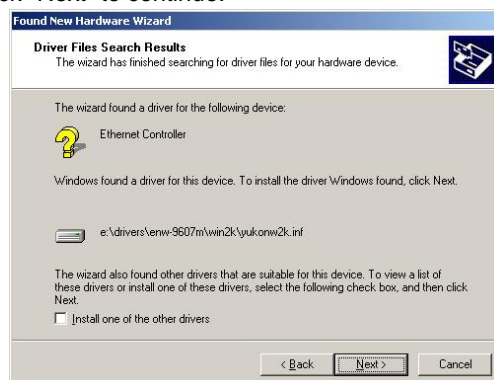 "Next" to continue.
Found New Hardware Wizard
Driver Files Search Results
The wizard has finished searching for driver files for your hardware device.
The wizard found a driver for the following device:
Ethernet Controller
Windows found a driver for this device. To install the driver Windows found, click Next.
e:\drivers\enw-9607m\win2k\yukonw2k.inf
The wizard also found other drivers that are suitable for this device. To view a list of
these drivers or install one of these drivers, select the following check box, and then click
Next.
Install one of the other drivers
< Back Next > Cancel